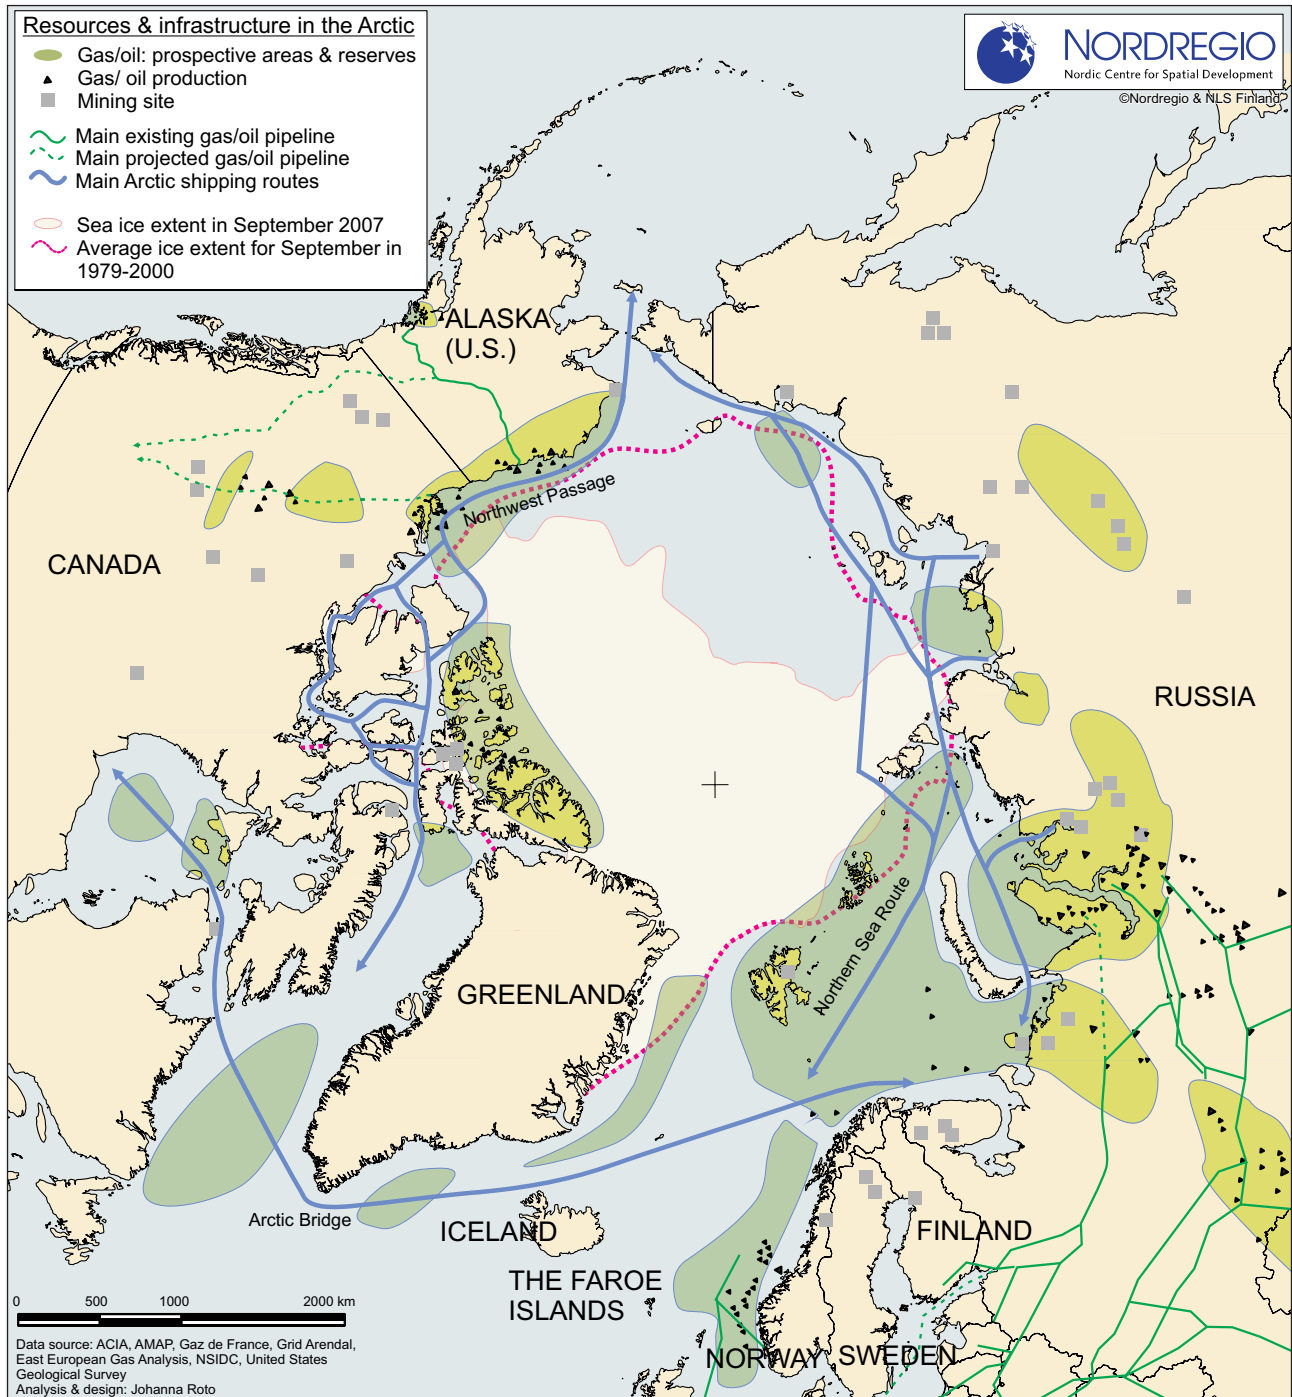 Resources & infrastructure in the Arctic
Gas/oil: prospective areas & reserves
Gas/ oil production
Mining site
Main existing gas/oil pipeline
Main projected gas/oil pipeline
Main Arctic shipping routes
Sea ice extent in September 2007
Average ice extent for September in
1979-2000
NORDREGIO
Nordic Centre for Spatial Development
©Nordregio & NLS Finland
ALASKA
(U.S.)
Northwest Passage
CANADA
RUSSIA
Northern Sea Route
GREENLAND
Arctic Bridge
ICELAND
FINLAND
THE FAROE
ISLANDS
NORWAY
SWEDEN
0 500 1000 2000 km
Data source: ACIA, AMAP, Gaz de France, Grid Arendal,
East European Gas Analysis, NSIDC, United States
Geological Survey
Analysis & design: Johanna Roto